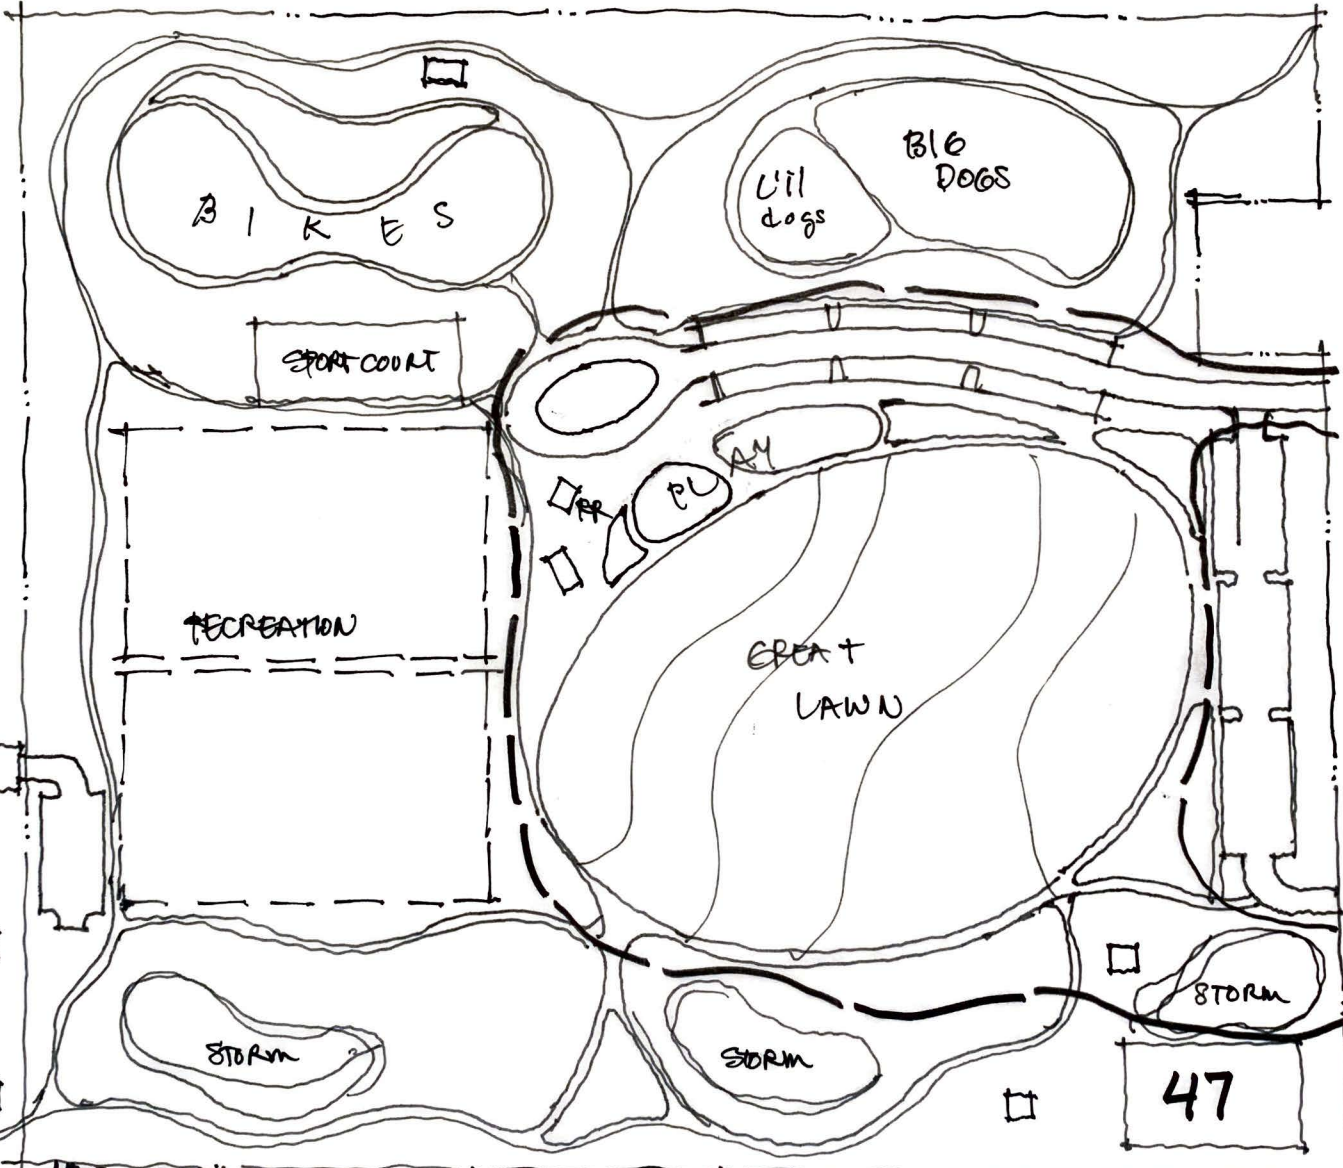 BIKES
BIG
DOGS
L'il
dogs
SPORT COURT
PLAY
RR
RECREATION
GREAT
LAWN
STORM
STORM
STORM
47